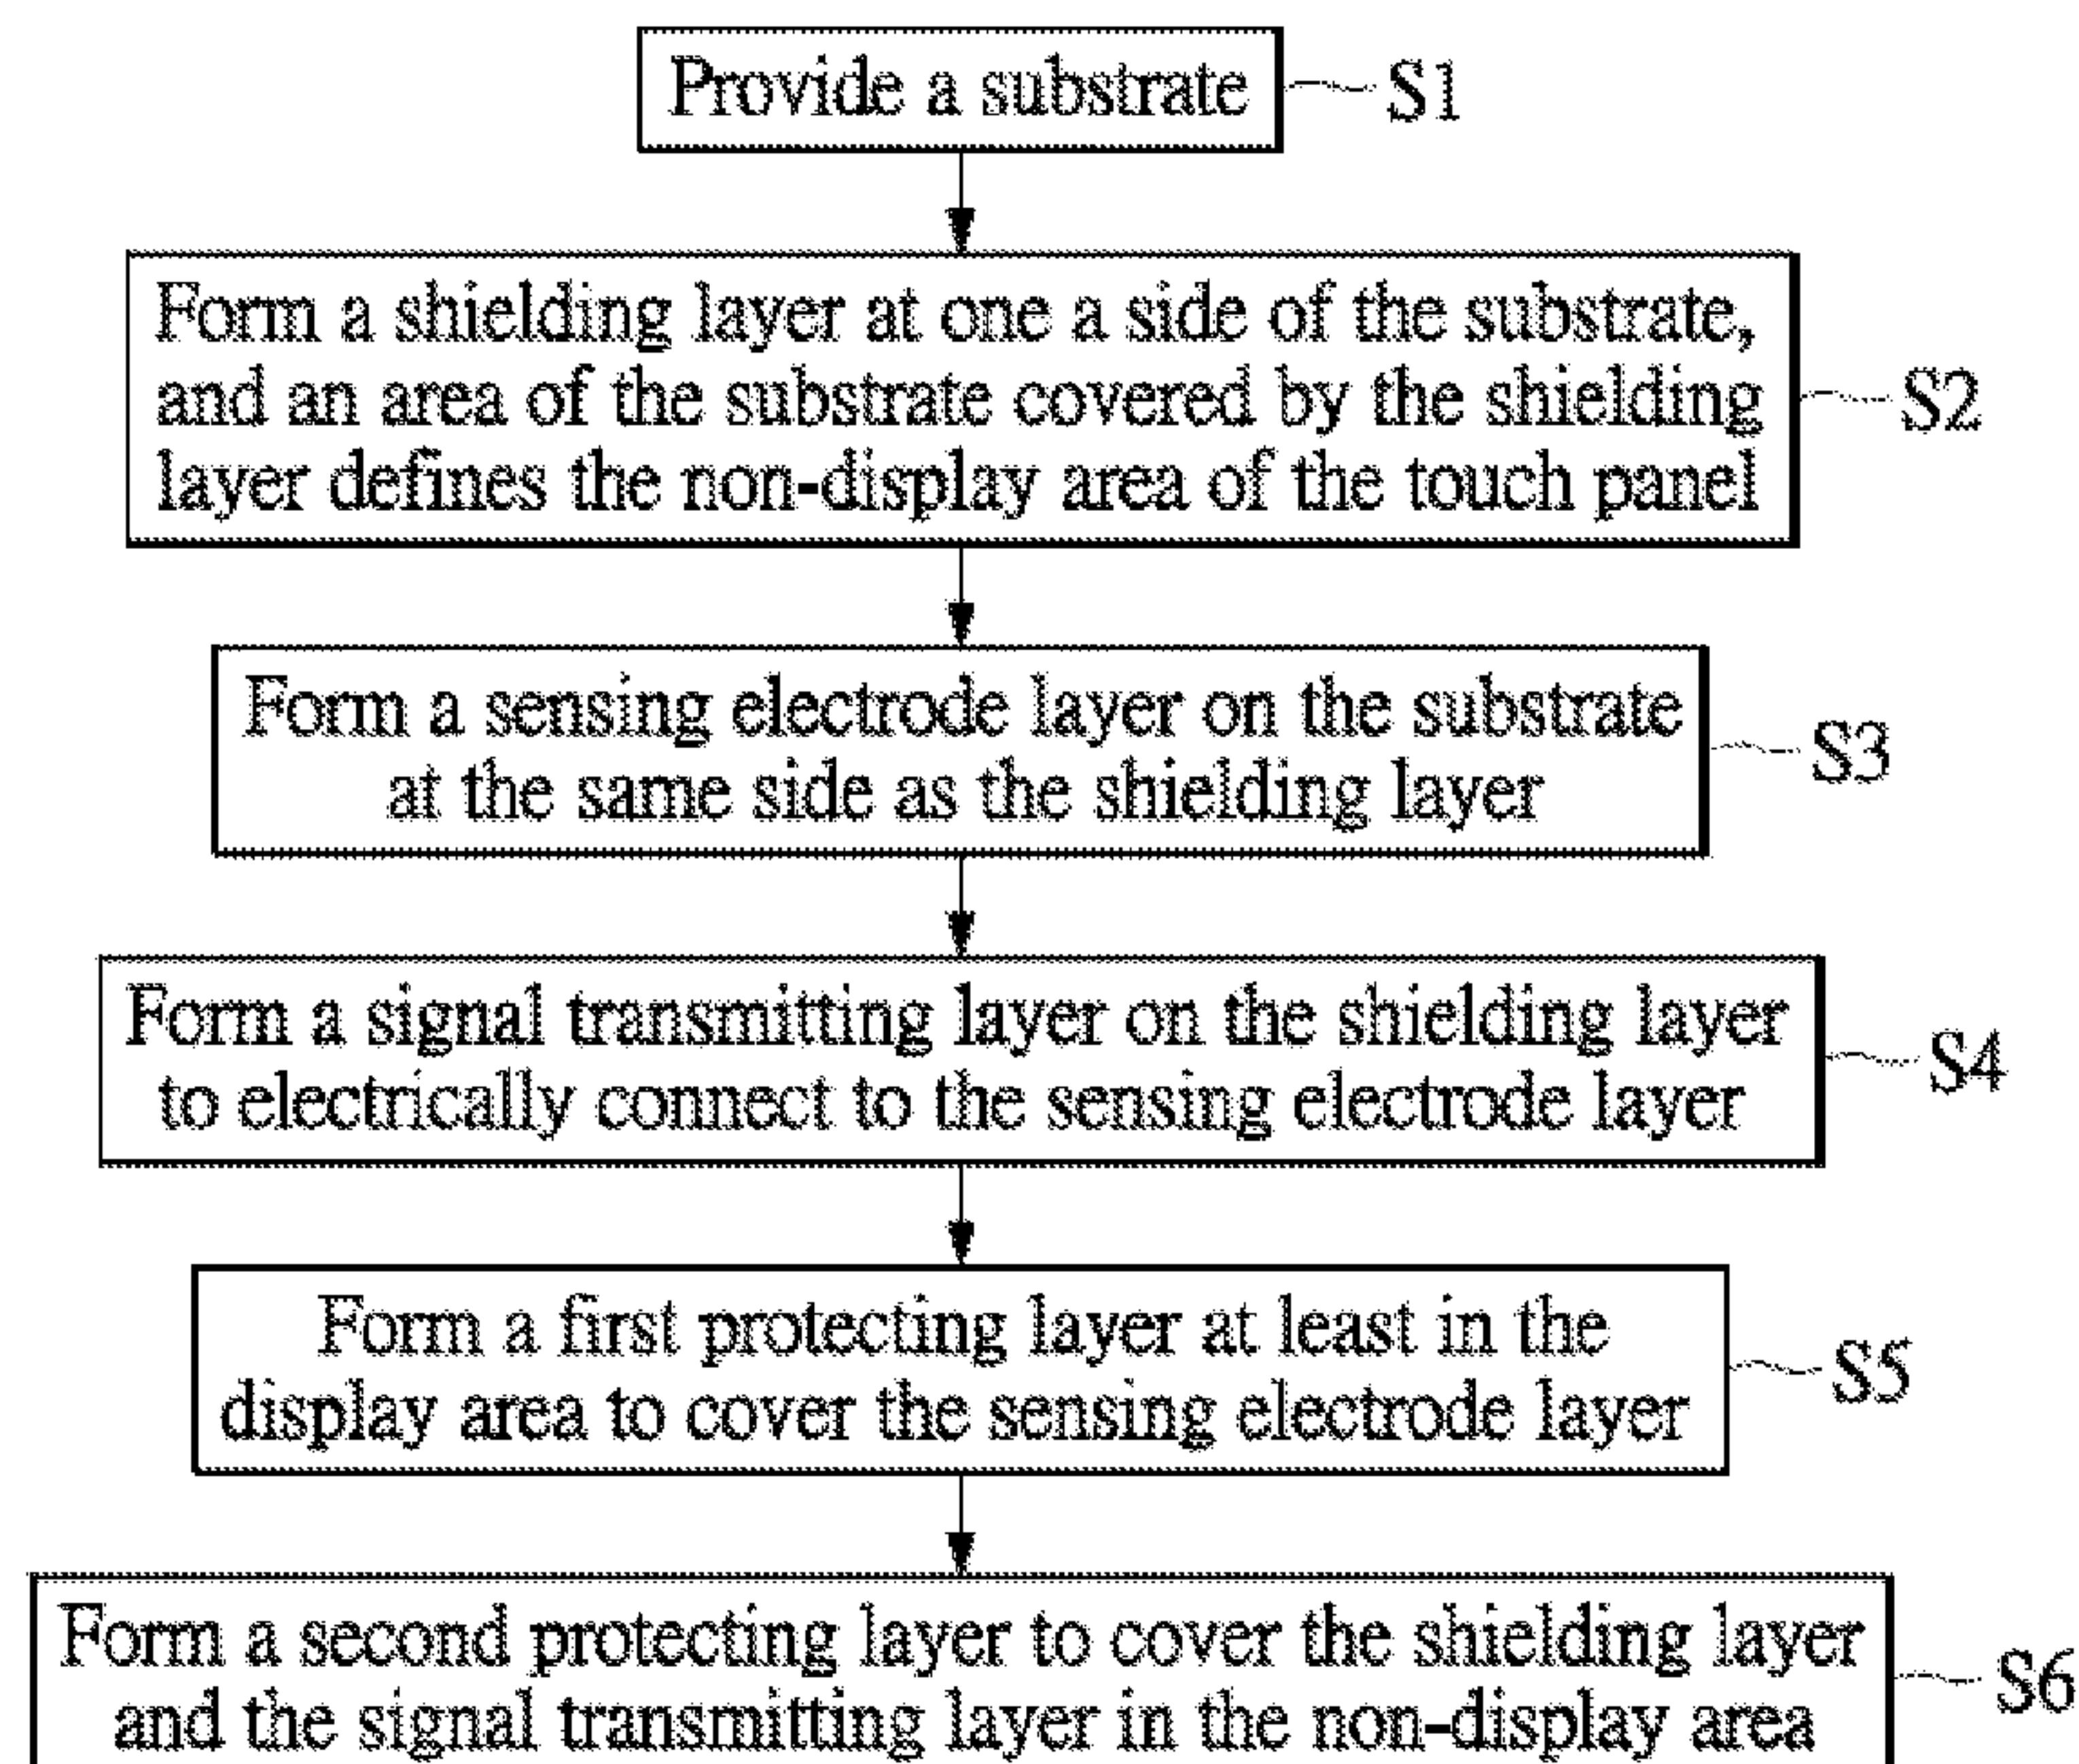 Provide a substrate
S1
Form a shielding layer at one a side of the substrate,
and an area of the substrate covered by the shielding
layer defines the non-display area of the touch panel
S2
Form a sensing electrode layer on the substrate
at the same side as the shielding layer
S3
Form a signal transmitting layer on the shielding layer
to electrically connect to the sensing electrode layer
S4
Form a first protecting layer at least in the
display area to cover the sensing electrode layer
S5
Form a second protecting layer to cover the shielding layer
and the signal transmitting layer in the non-display area
S6